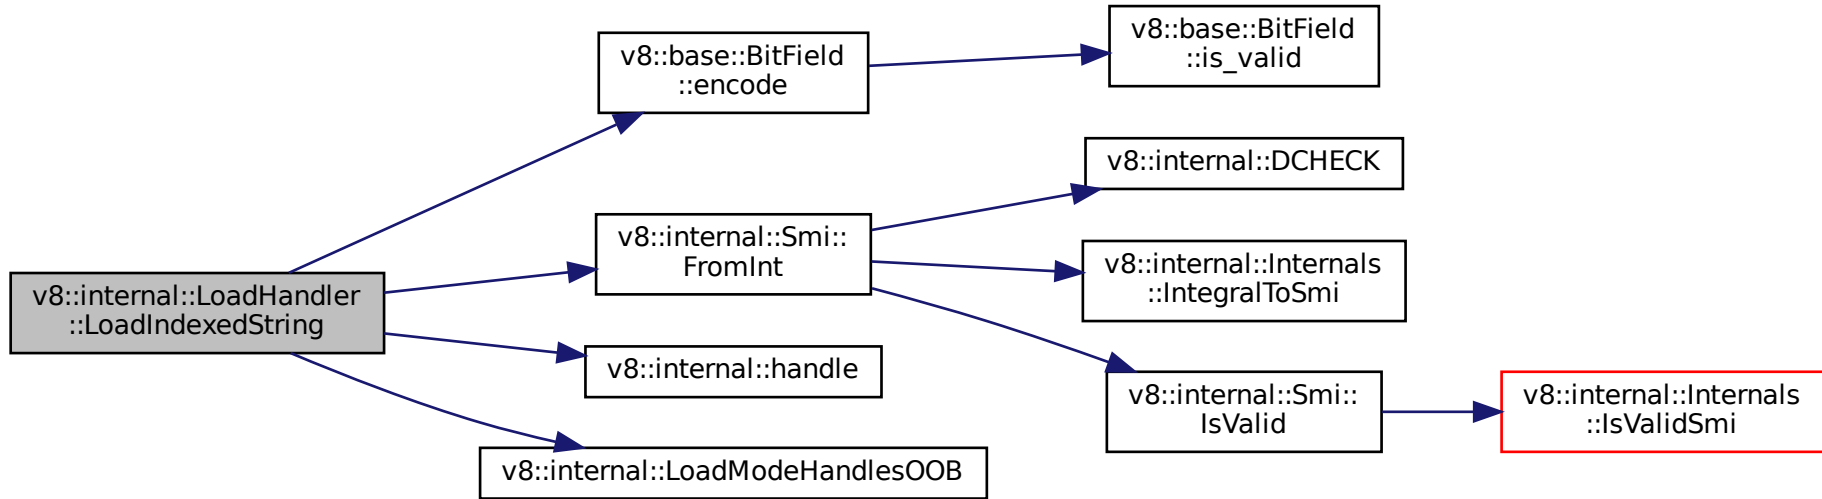 v8::internal::LoadHandler
::LoadIndexedString
v8::base::BitField
::encode
v8::internal::Smi::
FromInt
v8::internal::handle
v8::internal::LoadModeHandlesOOB
v8::base::BitField
::is_valid
v8::internal::DCHECK
v8::internal::Internals
::IntegralToSmi
v8::internal::Smi::
IsValid
v8::internal::Internals
::IsValidSmi